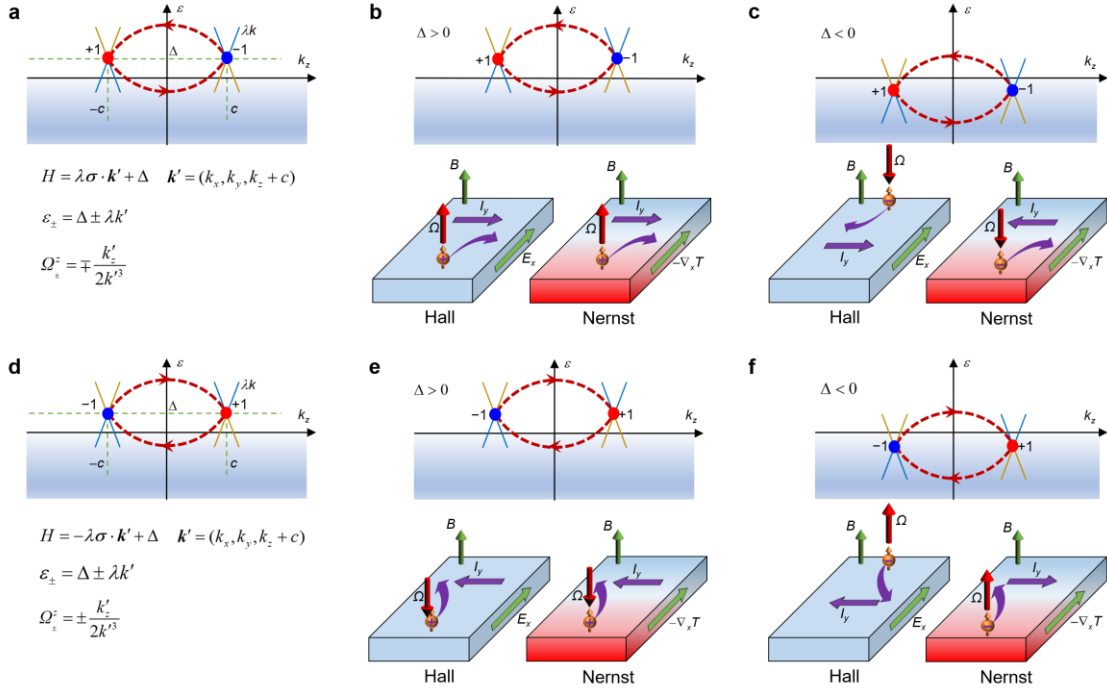 a
ε
λk
+1
Δ
−1
k_z
−c
c
H = λσ · k′ + Δ    k′ = (k_x, k_y, k_z + c)
ε_± = Δ ± λk′
Ω^z_± = ∓ k′_z / 2k′³
b
Δ > 0
ε
+1
−1
k_z
B
B
Ω
I_y
Ω
I_y
+
+
E_x
−∇_x T
Hall
Nernst
c
Δ < 0
ε
k_z
+1
−1
B
Ω
−
B
I_y
Ω
I_y
−
E_x
−∇_x T
Hall
Nernst
d
ε
λk
−1
Δ
+1
k_z
−c
c
H = −λσ · k′ + Δ    k′ = (k_x, k_y, k_z + c)
ε_± = Δ ± λk′
Ω^z_± = ± k′_z / 2k′³
e
Δ > 0
ε
−1
+1
k_z
B
B
I_y
I_y
Ω
Ω
+
+
E_x
−∇_x T
Hall
Nernst
f
Δ < 0
ε
k_z
−1
+1
B
Ω
−
B
I_y
I_y
Ω
−
E_x
−∇_x T
Hall
Nernst